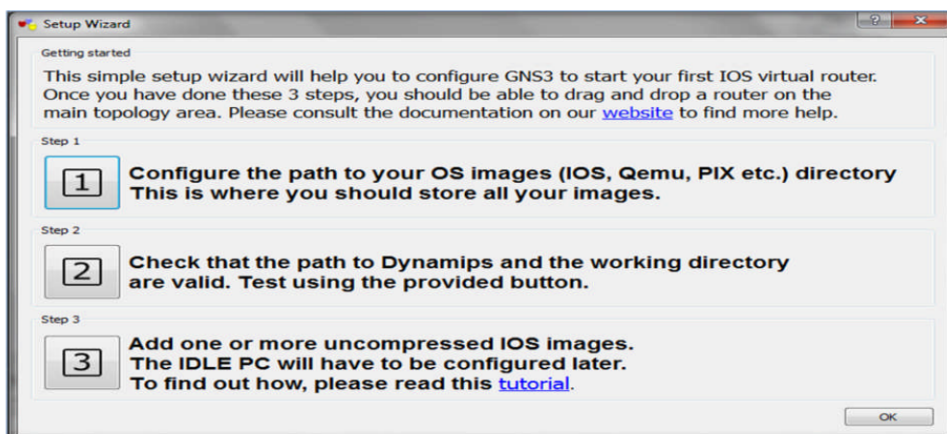 Setup Wizard
Getting started
This simple setup wizard will help you to configure GNS3 to start your first IOS virtual router.
Once you have done these 3 steps, you should be able to drag and drop a router on the
main topology area. Please consult the documentation on our website to find more help.
Step 1
1
Configure the path to your OS images (IOS, Qemu, PIX etc.) directory
This is where you should store all your images.
Step 2
2
Check that the path to Dynamips and the working directory
are valid. Test using the provided button.
Step 3
3
Add one or more uncompressed IOS images.
The IDLE PC will have to be configured later.
To find out how, please read this tutorial.
OK